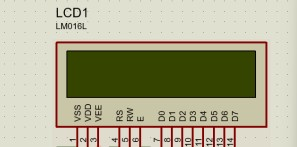 LCD1
LM016L
VSS VDD VEE RS RW E D0 D1 D2 D3 D4 D5 D6 D7
1 2 3 4 5 6 7 8 9 10 11 12 13 14